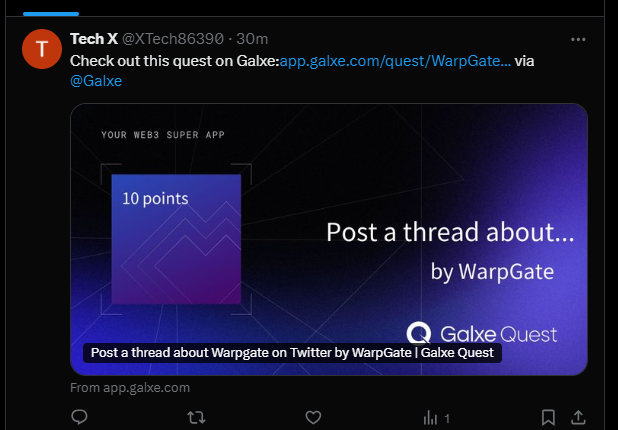 T
Tech X @XTech86390 · 30m
Check out this quest on Galxe:app.galxe.com/quest/WarpGate... via
@Galxe
YOUR WEB3 SUPER APP
10 points
Post a thread about...
by WarpGate
Galxe Quest
Post a thread about Warpgate on Twitter by WarpGate | Galxe Quest
From app.galxe.com
1